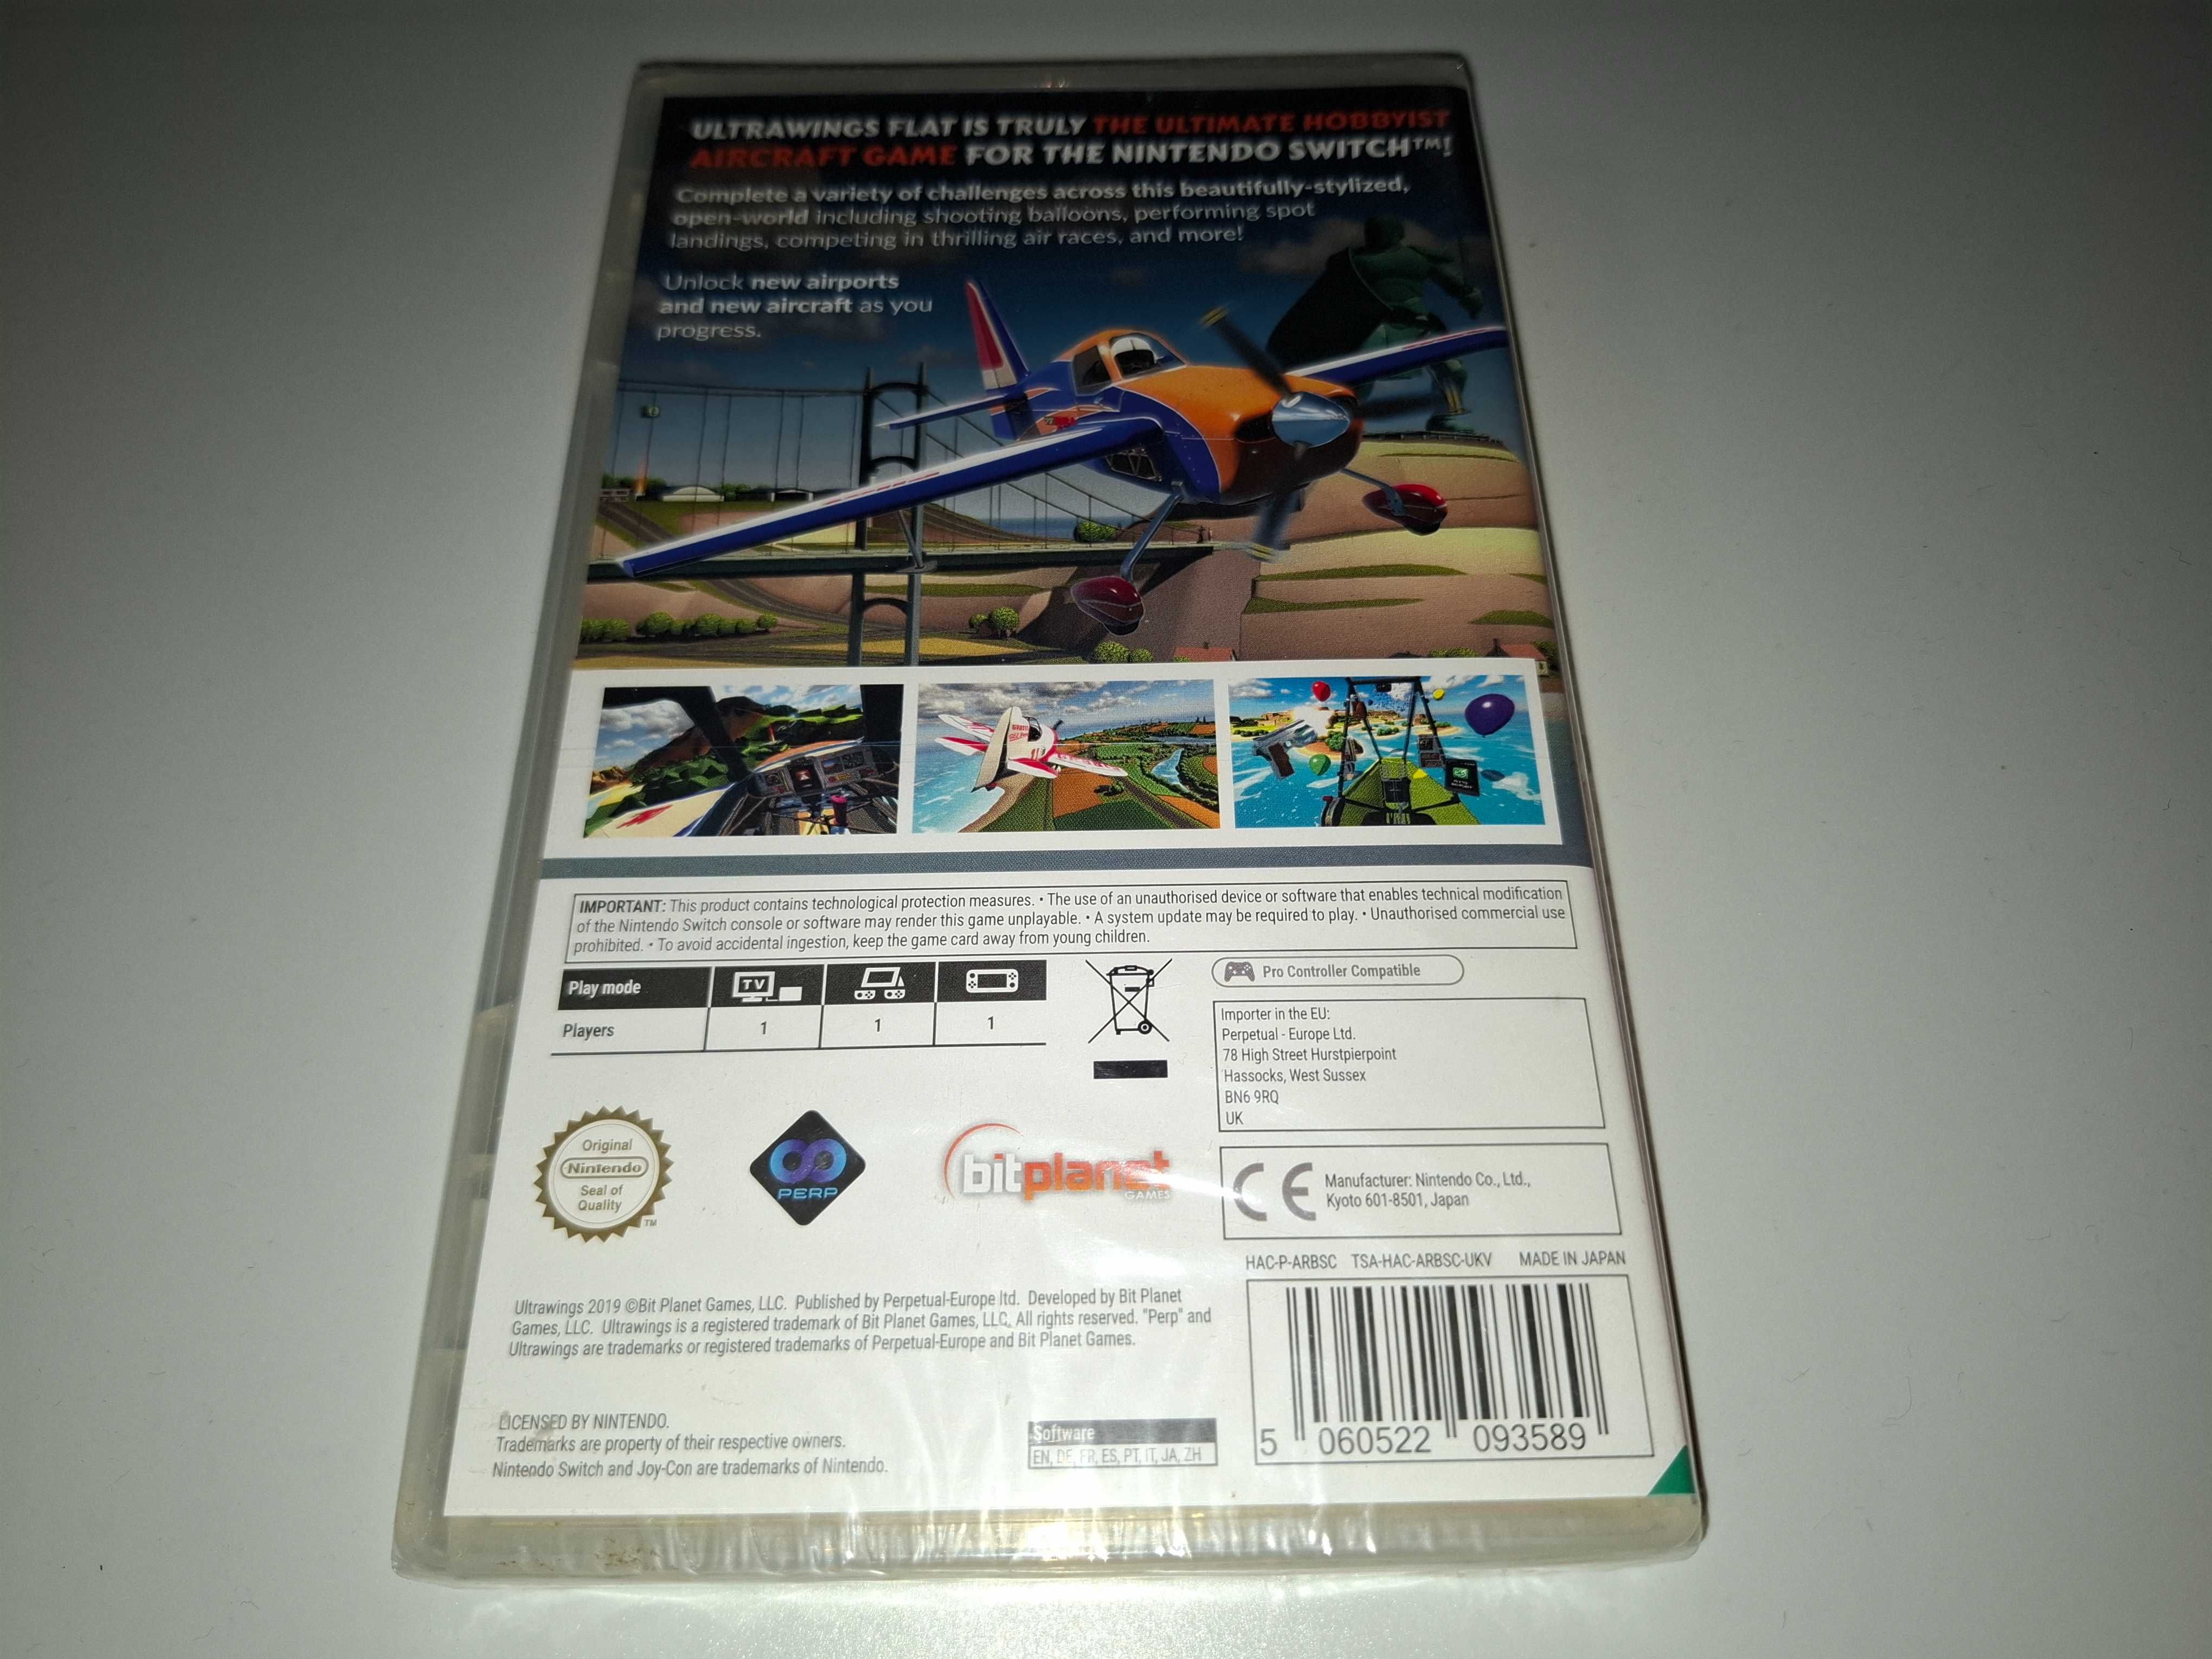 ULTRAWINGS FLAT IS TRULY THE ULTIMATE HOBBYIST
AIRCRAFT GAME FOR THE NINTENDO SWITCH™!
Complete a variety of challenges across this beautifully-stylized,
open-world including shooting balloons, performing spot
landings, competing in thrilling air races, and more!
Unlock new airports
and new aircraft as you
progress.
IMPORTANT: This product contains technological protection measures. • The use of an unauthorised device or software that enables technical modification
of the Nintendo Switch console or software may render this game unplayable. • A system update may be required to play. • Unauthorised commercial use
prohibited. • To avoid accidental ingestion, keep the game card away from young children.
Play mode TV
Players 1 1 1
Pro Controller Compatible
Importer in the EU:
Perpetual - Europe Ltd.
78 High Street Hurstpierpoint
Hassocks, West Sussex
BN6 9RQ
UK
Original
Nintendo
Seal of
Quality
TM
PERP
bitplanet
GAMES
CE
Manufacturer: Nintendo Co., Ltd.,
Kyoto 601-8501, Japan
HAC-P-ARBSC TSA-HAC-ARBSC-UKV MADE IN JAPAN
Ultrawings 2019 ©Bit Planet Games, LLC. Published by Perpetual-Europe ltd. Developed by Bit Planet
Games, LLC. Ultrawings is a registered trademark of Bit Planet Games, LLC. All rights reserved. "Perp" and
Ultrawings are trademarks or registered trademarks of Perpetual-Europe and Bit Planet Games.
LICENSED BY NINTENDO.
Trademarks are property of their respective owners.
Nintendo Switch and Joy-Con are trademarks of Nintendo.
Software
EN, DE, FR, ES, PT, IT, JA, ZH
5 060522 093589